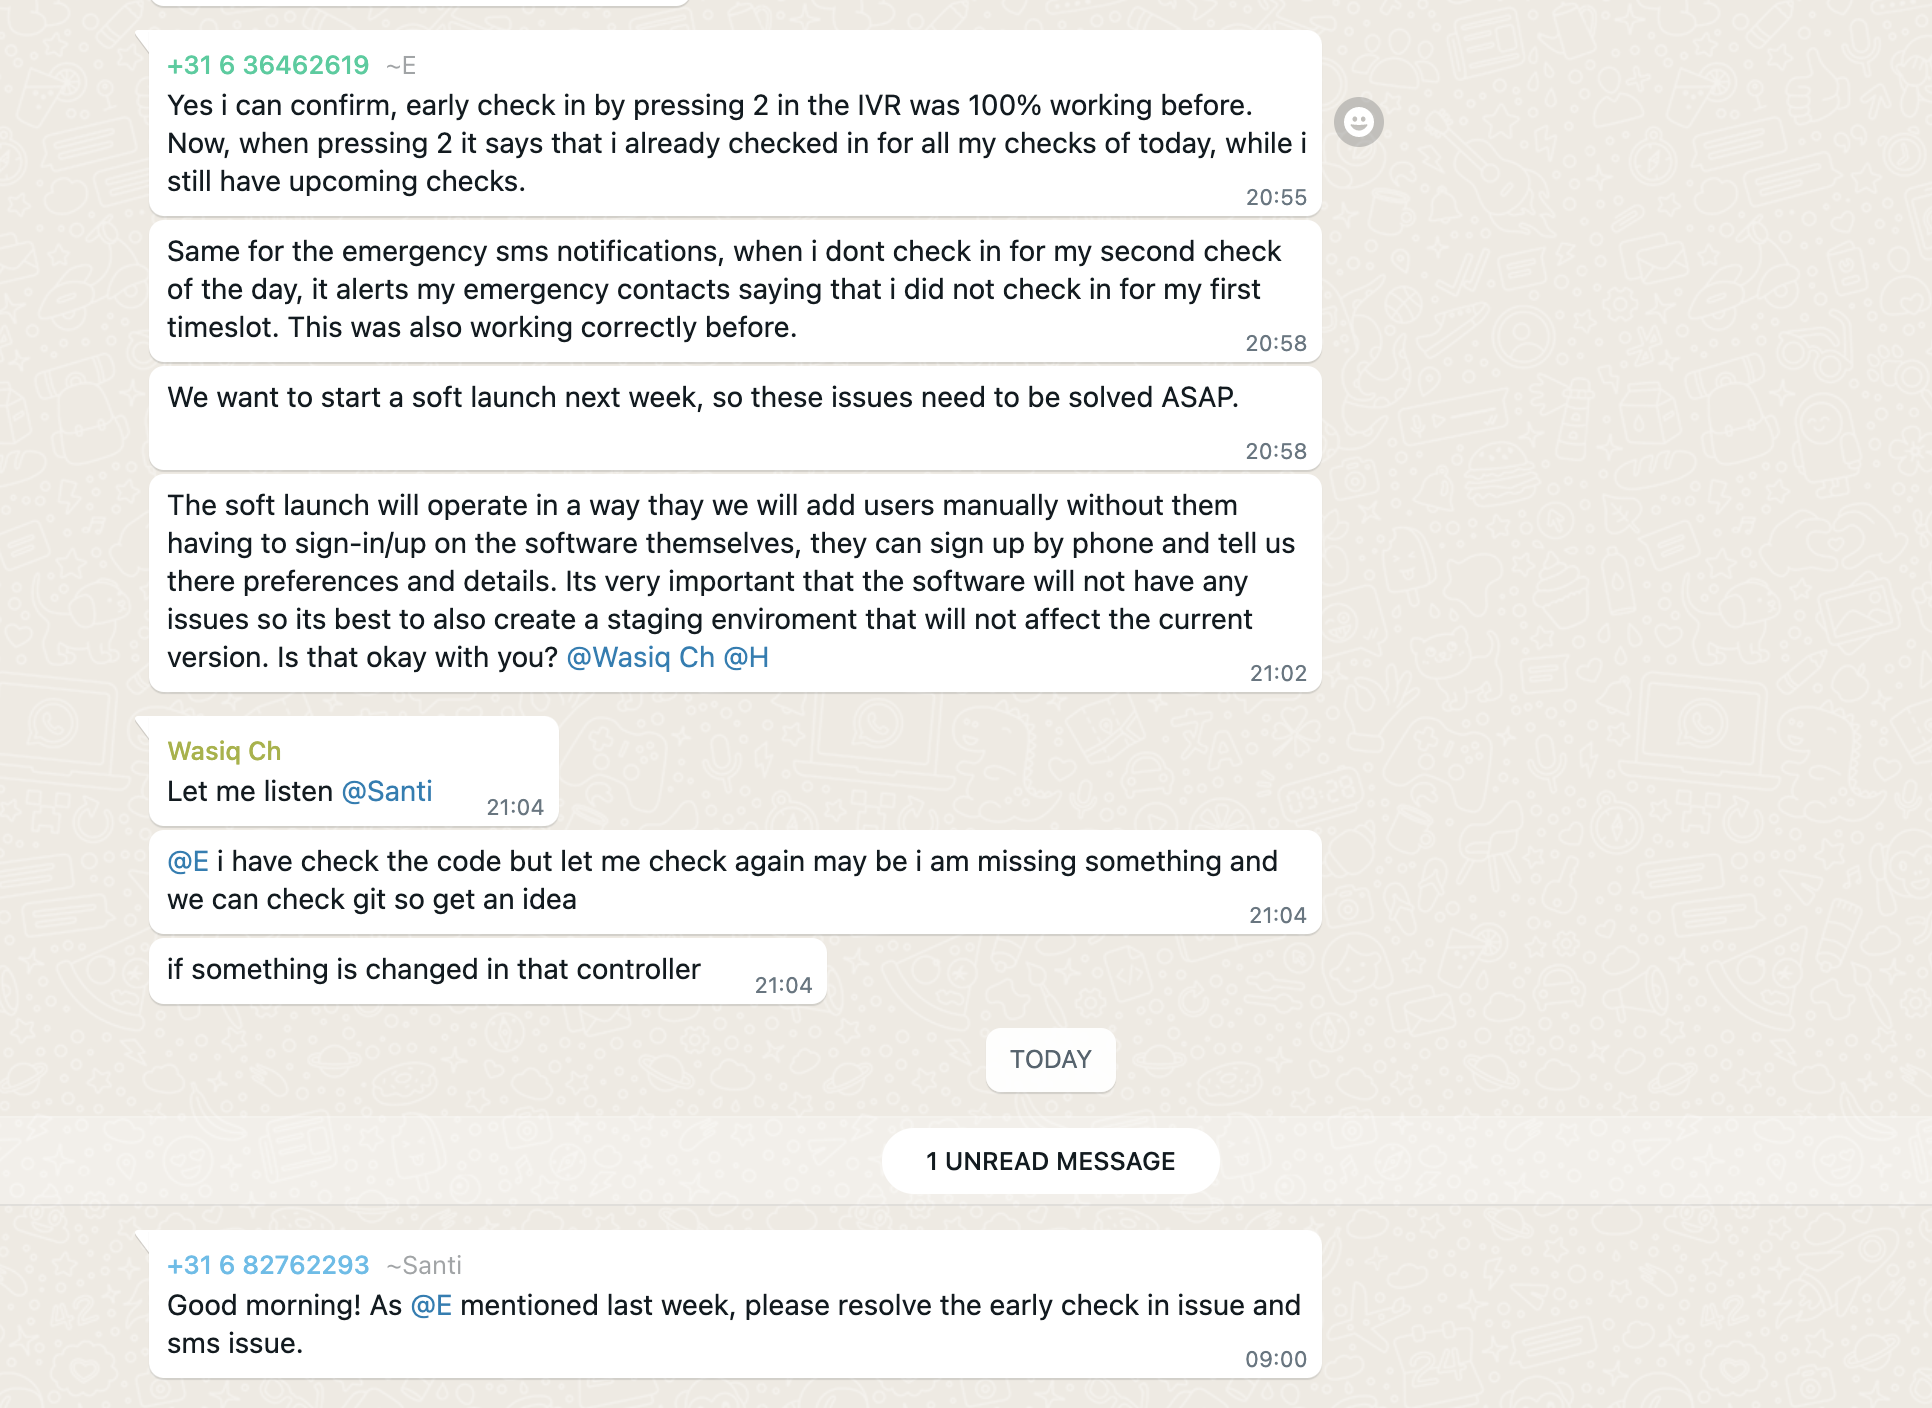 +31 6 36462619 ~E
Yes i can confirm, early check in by pressing 2 in the IVR was 100% working before.
Now, when pressing 2 it says that i already checked in for all my checks of today, while i
still have upcoming checks.
20:55
Same for the emergency sms notifications, when i dont check in for my second check
of the day, it alerts my emergency contacts saying that i did not check in for my first
timeslot. This was also working correctly before.
20:58
We want to start a soft launch next week, so these issues need to be solved ASAP.
20:58
The soft launch will operate in a way thay we will add users manually without them
having to sign-in/up on the software themselves, they can sign up by phone and tell us
there preferences and details. Its very important that the software will not have any
issues so its best to also create a staging enviroment that will not affect the current
version. Is that okay with you? @Wasiq Ch @H
21:02
Wasiq Ch
Let me listen @Santi
21:04
@E i have check the code but let me check again may be i am missing something and
we can check git so get an idea
21:04
if something is changed in that controller
21:04
TODAY
1 UNREAD MESSAGE
+31 6 82762293 ~Santi
Good morning! As @E mentioned last week, please resolve the early check in issue and
sms issue.
09:00